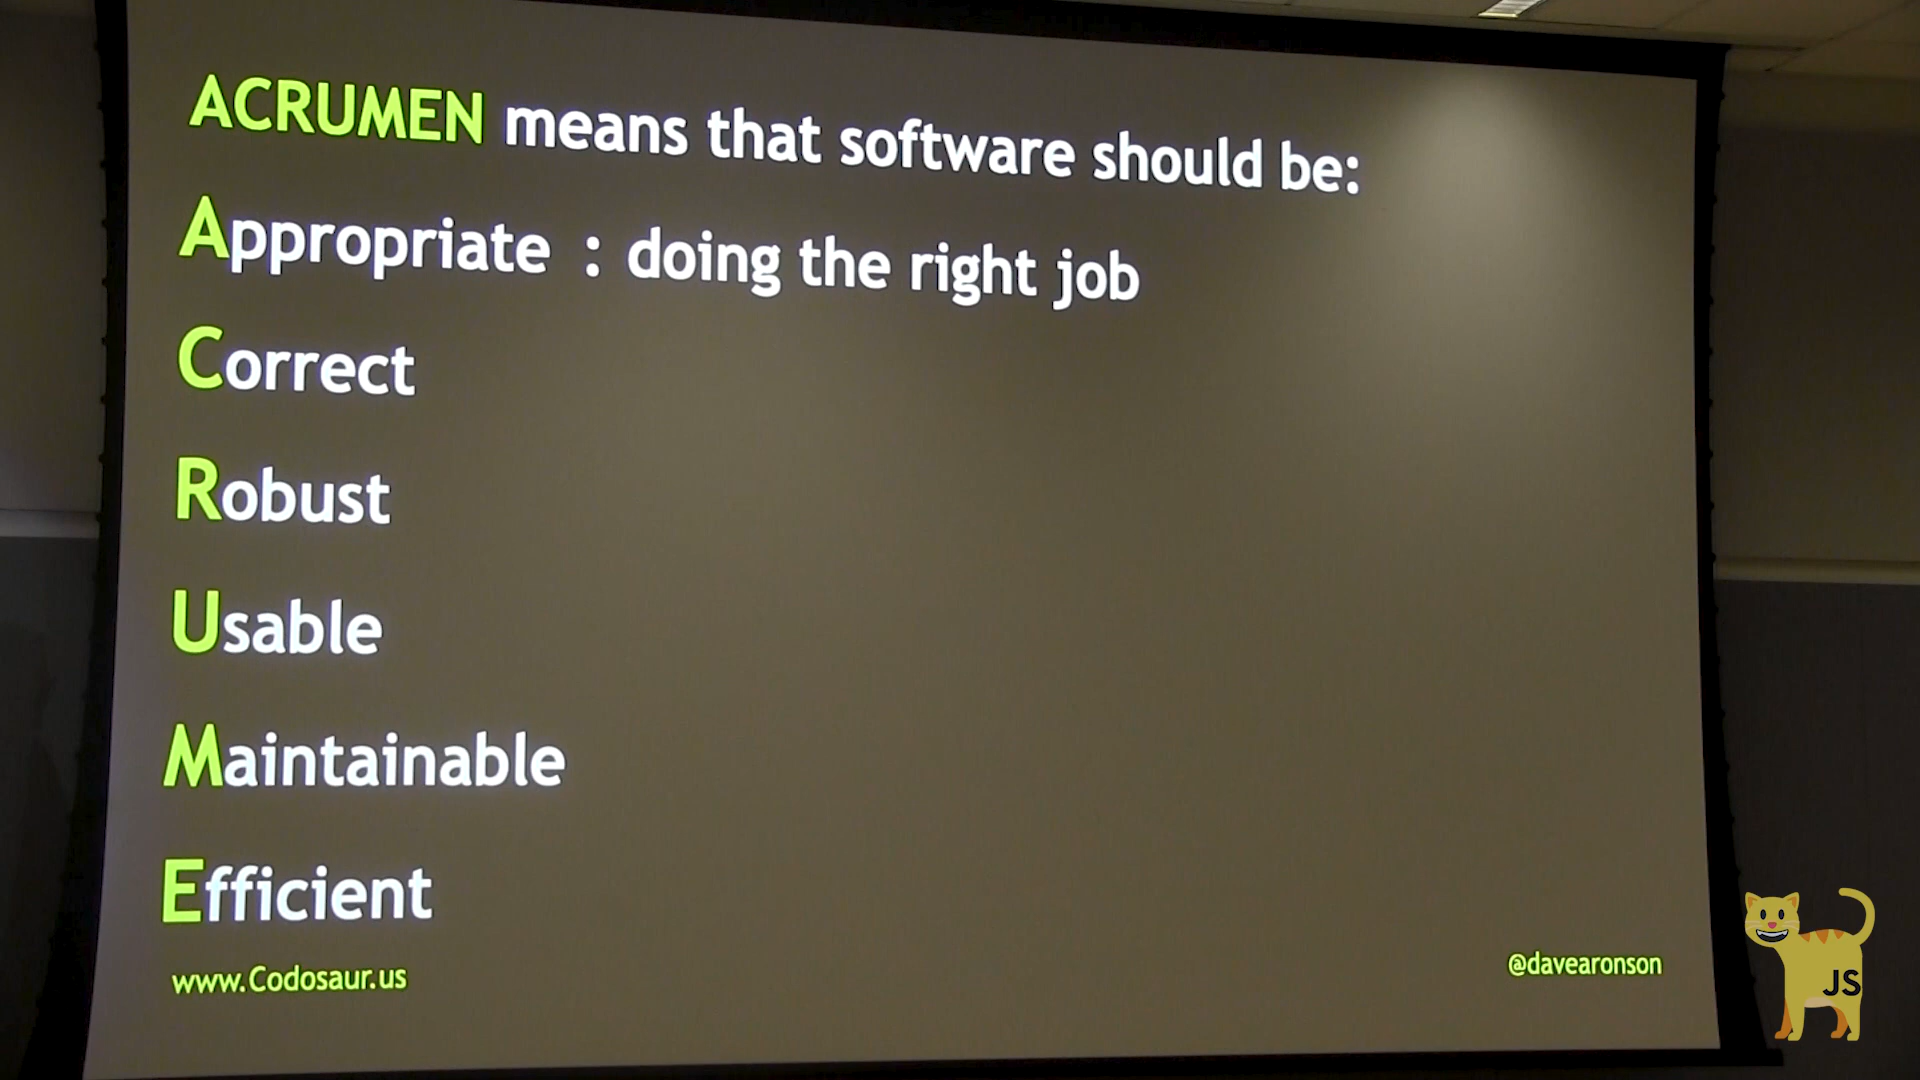 ACRUMEN means that software should be:
Appropriate : doing the right job
Correct
Robust
Usable
Maintainable
Efficient
www.Codosaur.us
@davearonson
JS